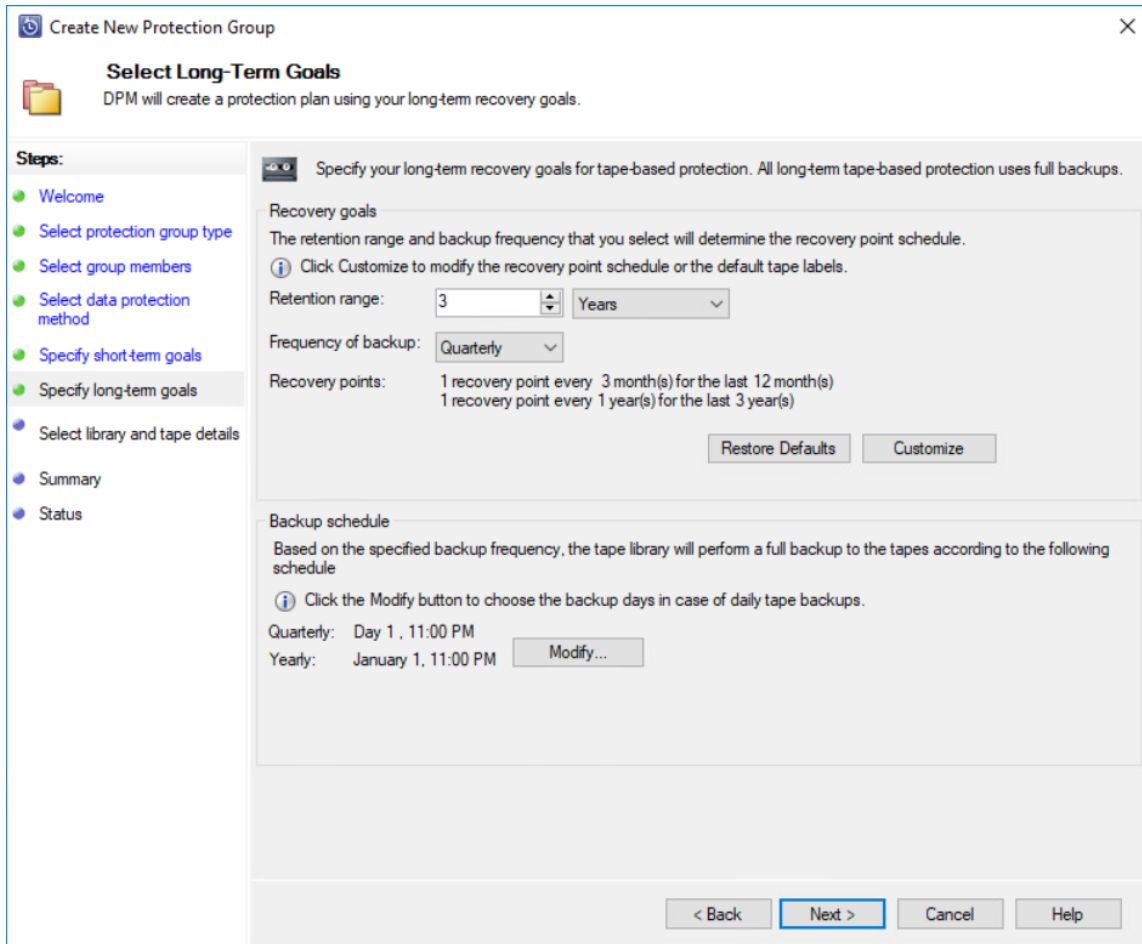 Create New Protection Group
Select Long-Term Goals
DPM will create a protection plan using your long-term recovery goals.
Steps:
Welcome
Select protection group type
Select group members
Select data protection
method
Specify short-term goals
Specify long-term goals
Select library and tape details
Summary
Status
Specify your long-term recovery goals for tape-based protection. All long-term tape-based protection uses full backups.
Recovery goals
The retention range and backup frequency that you select will determine the recovery point schedule.
Click Customize to modify the recovery point schedule or the default tape labels.
Retention range: 3 Years
Frequency of backup: Quarterly
Recovery points: 1 recovery point every 3 month(s) for the last 12 month(s)
1 recovery point every 1 year(s) for the last 3 year(s)
Restore Defaults Customize
Backup schedule
Based on the specified backup frequency, the tape library will perform a full backup to the tapes according to the following
schedule
Click the Modify button to choose the backup days in case of daily tape backups.
Quarterly: Day 1 , 11:00 PM
Yearly: January 1, 11:00 PM
Modify...
< Back Next > Cancel Help